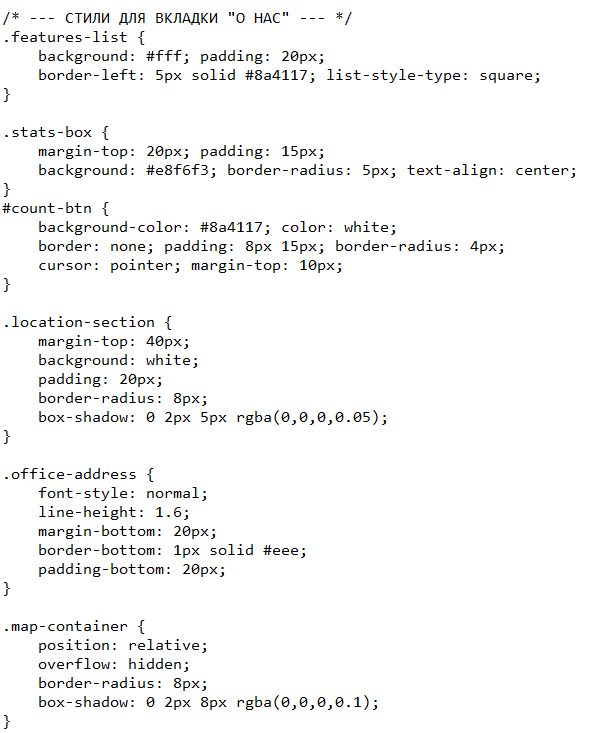 /* --- СТИЛИ ДЛЯ ВКЛАДКИ "О НАС" --- */
.features-list {
    background: #fff; padding: 20px;
    border-left: 5px solid #8a4117; list-style-type: square;
}

.stats-box {
    margin-top: 20px; padding: 15px;
    background: #e8f6f3; border-radius: 5px; text-align: center;
}
#count-btn {
    background-color: #8a4117; color: white;
    border: none; padding: 8px 15px; border-radius: 4px;
    cursor: pointer; margin-top: 10px;
}

.location-section {
    margin-top: 40px;
    background: white;
    padding: 20px;
    border-radius: 8px;
    box-shadow: 0 2px 5px rgba(0,0,0,0.05);
}

.office-address {
    font-style: normal;
    line-height: 1.6;
    margin-bottom: 20px;
    border-bottom: 1px solid #eee;
    padding-bottom: 20px;
}

.map-container {
    position: relative;
    overflow: hidden;
    border-radius: 8px;
    box-shadow: 0 2px 8px rgba(0,0,0,0.1);
}